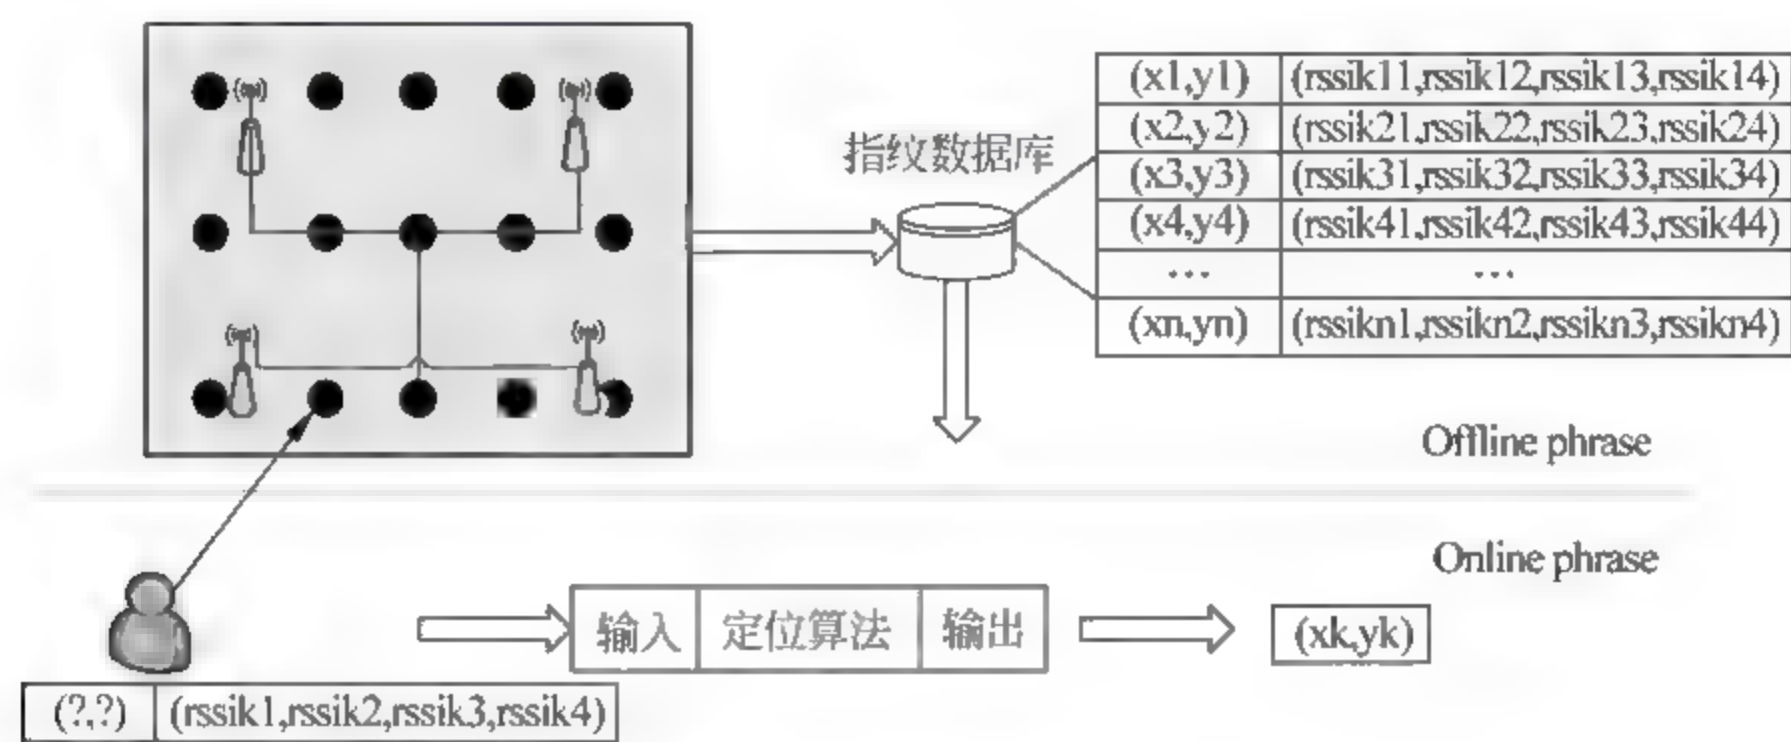 指纹数据库
(x1,y1) (rssik11,rssik12,rssik13,rssik14)
(x2,y2) (rssik21,rssik22,rssik23,rssik24)
(x3,y3) (rssik31,rssik32,rssik33,rssik34)
(x4,y4) (rssik41,rssik42,rssik43,rssik44)
… …
(xn,yn) (rssikn1,rssikn2,rssikn3,rssikn4)
Offline phrase
Online phrase
输入 定位算法 输出
(xk,yk)
(?,?) (rssik1,rssik2,rssik3,rssik4)